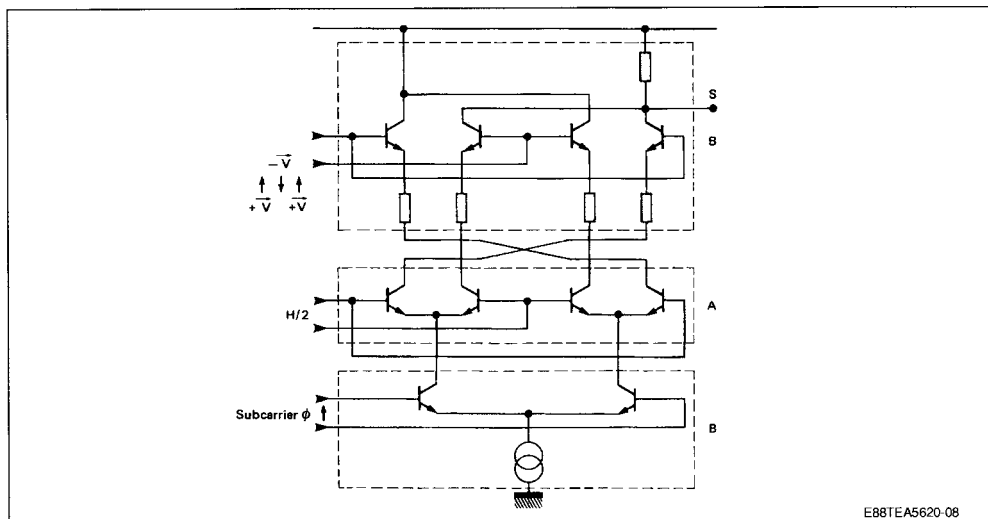 S
B
−V
+V +V
H/2
A
Subcarrier ϕ
B
E88TEA5620-08